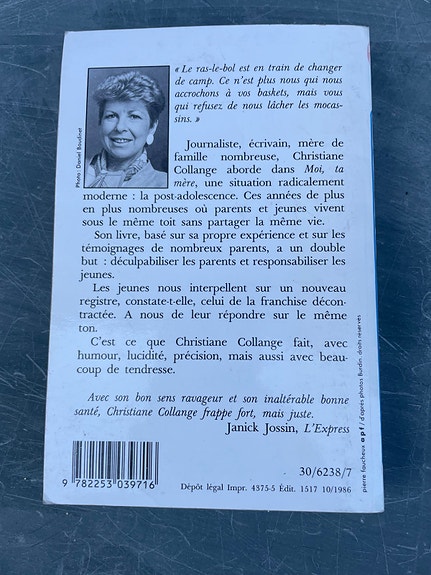 « Le ras-le-bol est en train de changer
de camp. Ce n'est plus nous qui nous
accrochons à vos baskets, mais vous
qui refusez de nous lâcher les mocas-
sins. »
Photo : Daniel Boudinet
Journaliste, écrivain, mère de
famille nombreuse, Christiane
Collange aborde dans Moi, ta
mère, une situation radicalement
moderne : la post-adolescence. Ces années de plus
en plus nombreuses où parents et jeunes vivent
sous le même toit sans partager la même vie.
Son livre, basé sur sa propre expérience et sur les
témoignages de nombreux parents, a un double
but : déculpabiliser les parents et responsabiliser les
jeunes.
Les jeunes nous interpellent sur un nouveau
registre, constate-t-elle, celui de la franchise décon-
tractée. A nous de leur répondre sur le même
ton.
C'est ce que Christiane Collange fait, avec
humour, lucidité, précision, mais aussi avec beau-
coup de tendresse.
Avec son bon sens ravageur et son inaltérable bonne
santé, Christiane Collange frappe fort, mais juste.
Janick Jossin, L'Express
pierre faucheux apf / d'après photos Burdin. droits réservés
30/6238/7
9 782253 039716
Dépôt légal Impr. 4375-5 Édit. 1517 10/1986